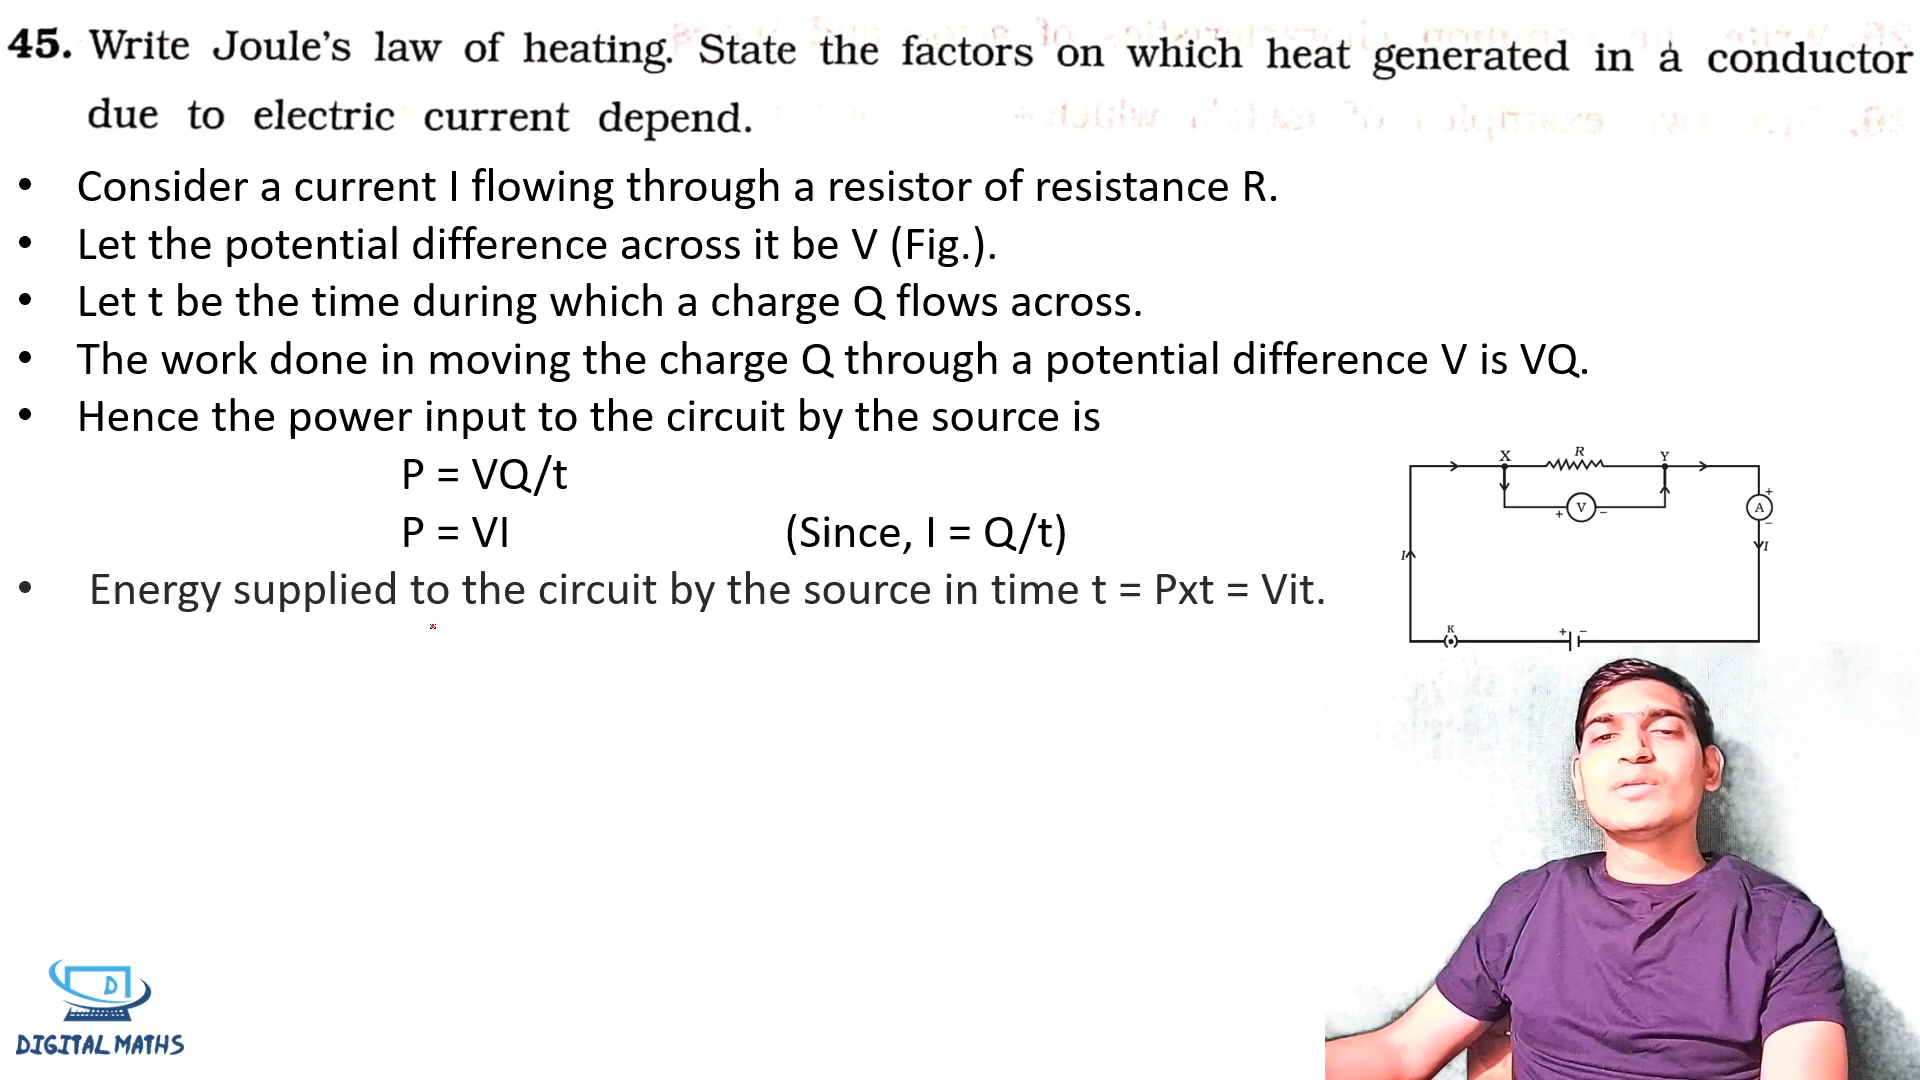 45. Write Joule's law of heating. State the factors on which heat generated in a conductor
due to electric current depend.
• Consider a current I flowing through a resistor of resistance R.
• Let the potential difference across it be V (Fig.).
• Let t be the time during which a charge Q flows across.
• The work done in moving the charge Q through a potential difference V is VQ.
• Hence the power input to the circuit by the source is
P = VQ/t
P = VI (Since, I = Q/t)
• Energy supplied to the circuit by the source in time t = Pxt = Vit.
X R Y
+ V −
+
A
−
I
I
K + −
D
DIGITAL MATHS